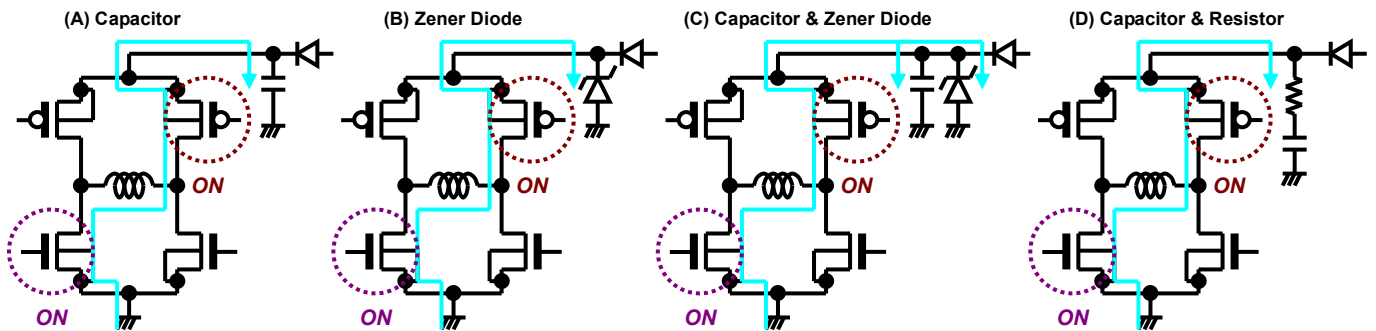 (A) Capacitor
(B) Zener Diode
(C) Capacitor & Zener Diode
(D) Capacitor & Resistor
ON
ON
ON
ON
ON
ON
ON
ON